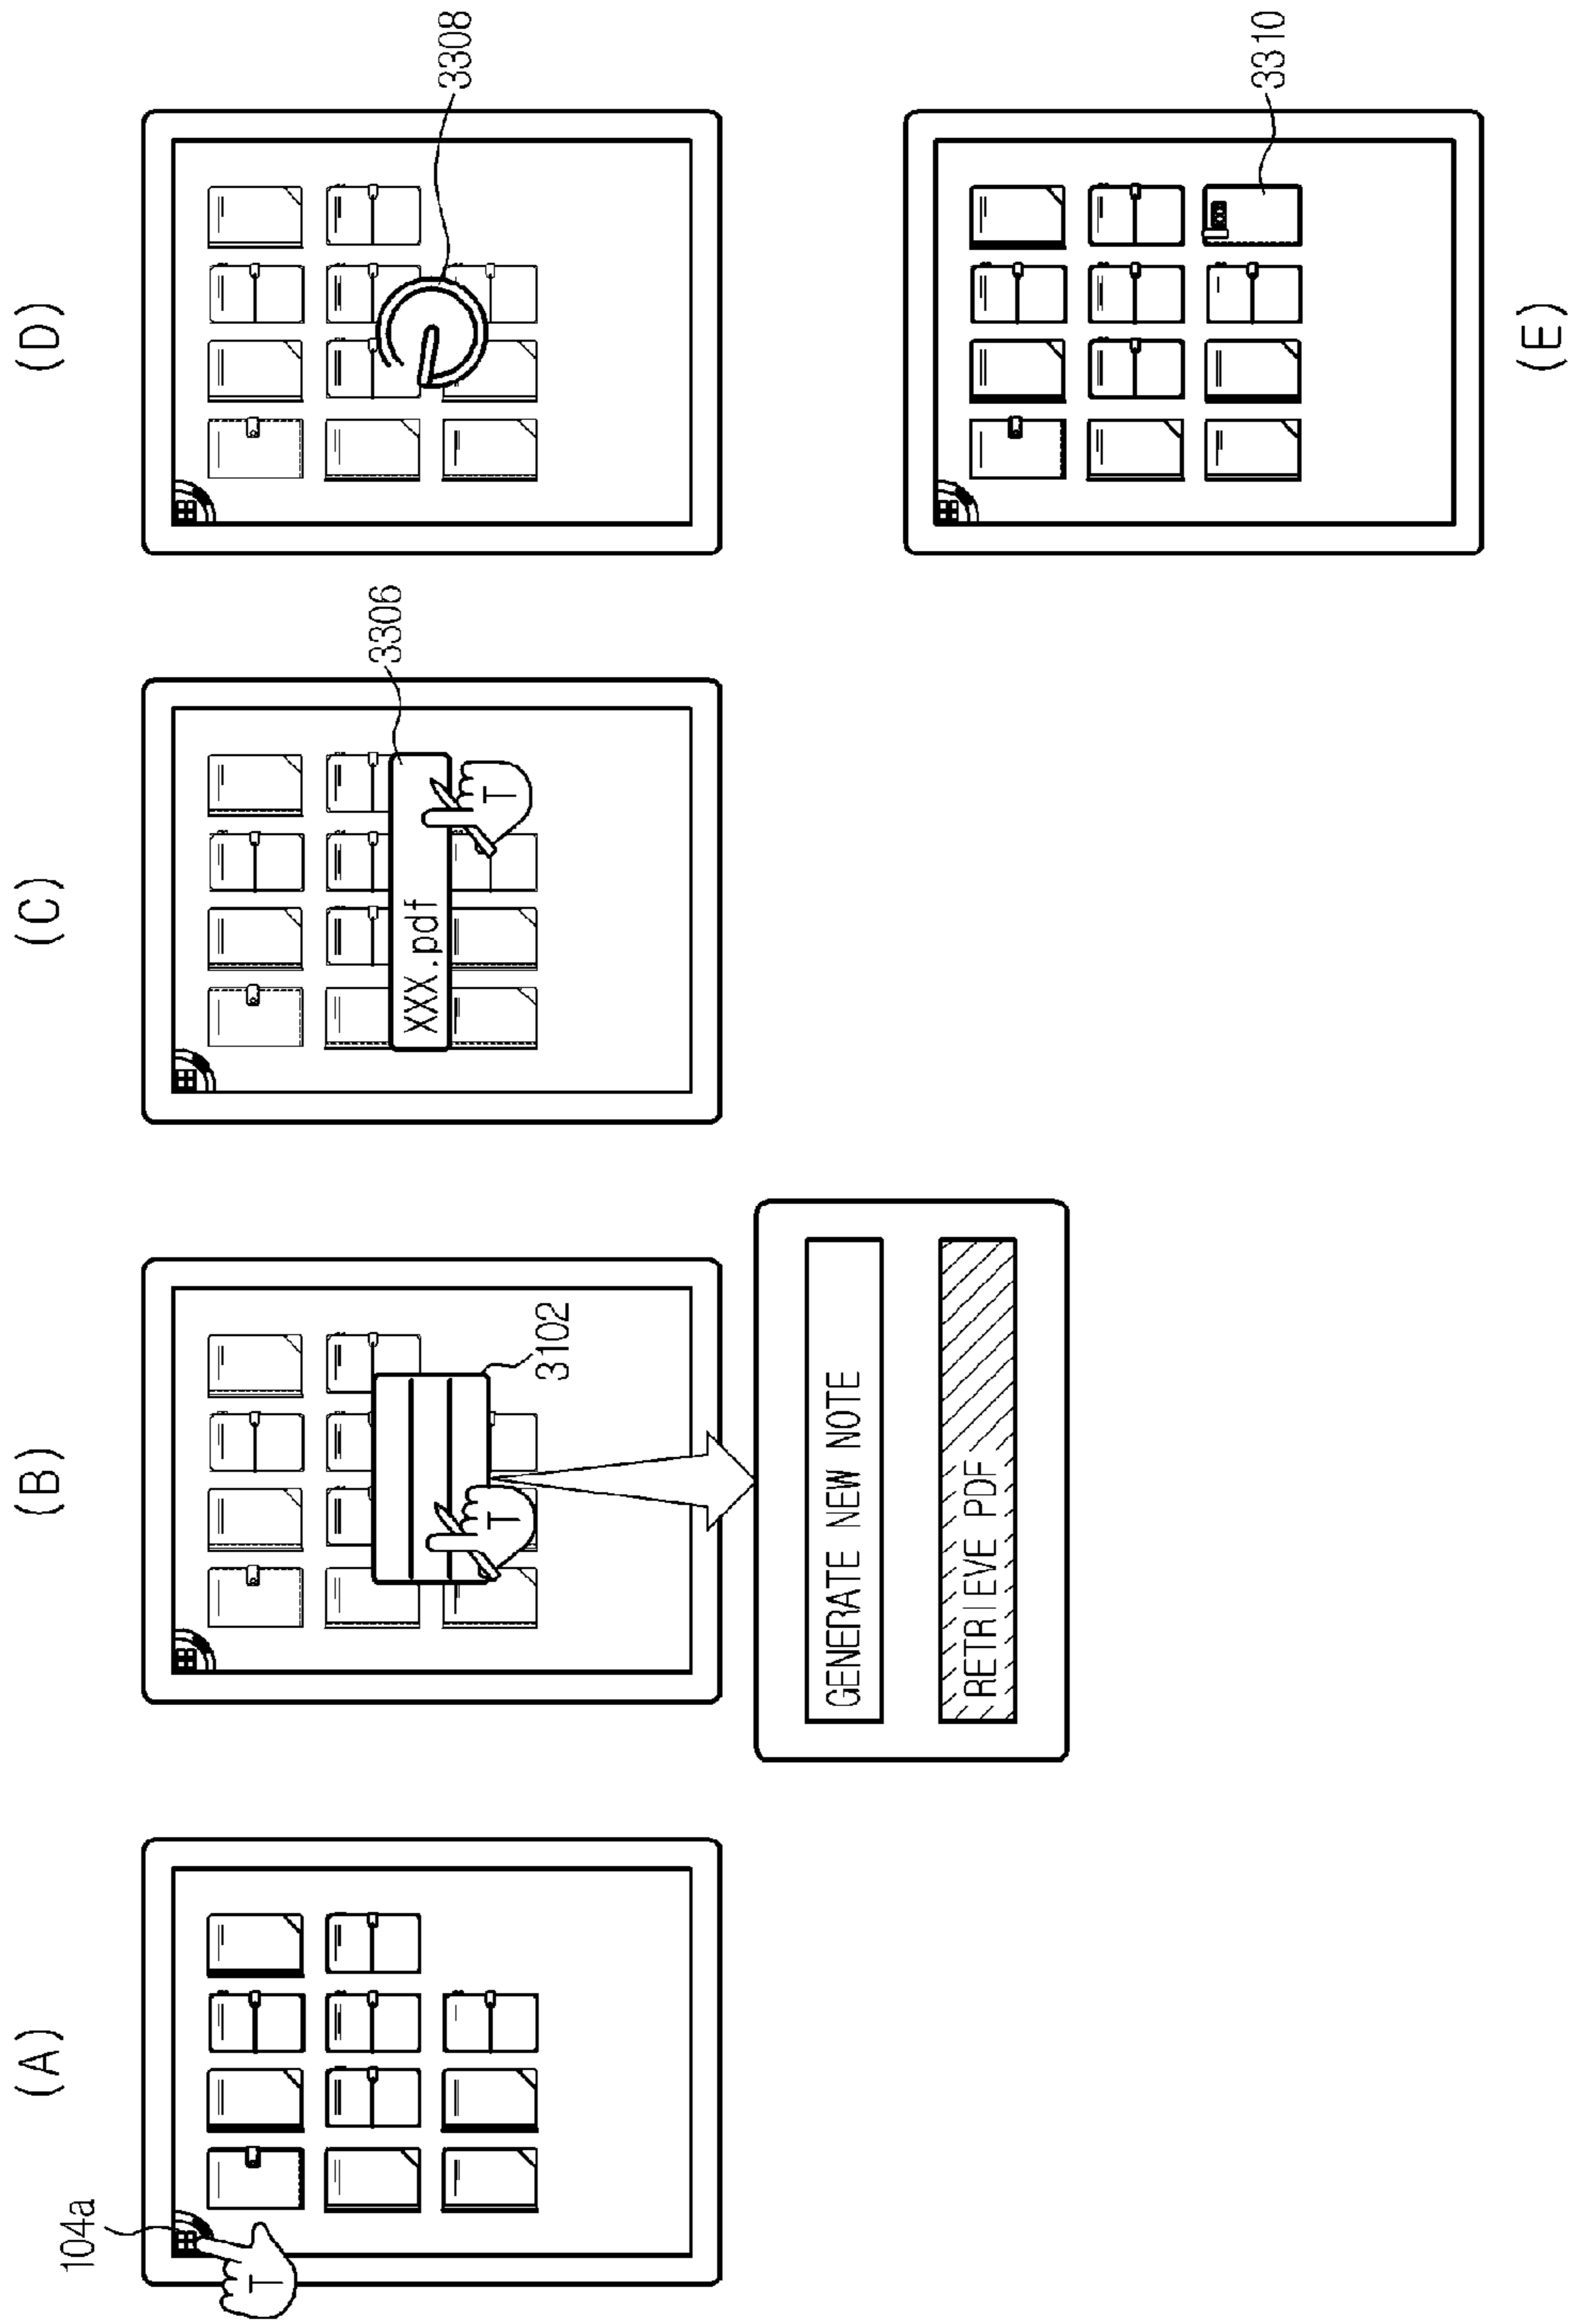 (A)
104a
T
(B)
3102
T
GENERATE NEW NOTE
RETRIEVE PDF
(C)
3306
XXX.pdf
T
(D)
3308
3310
(E)